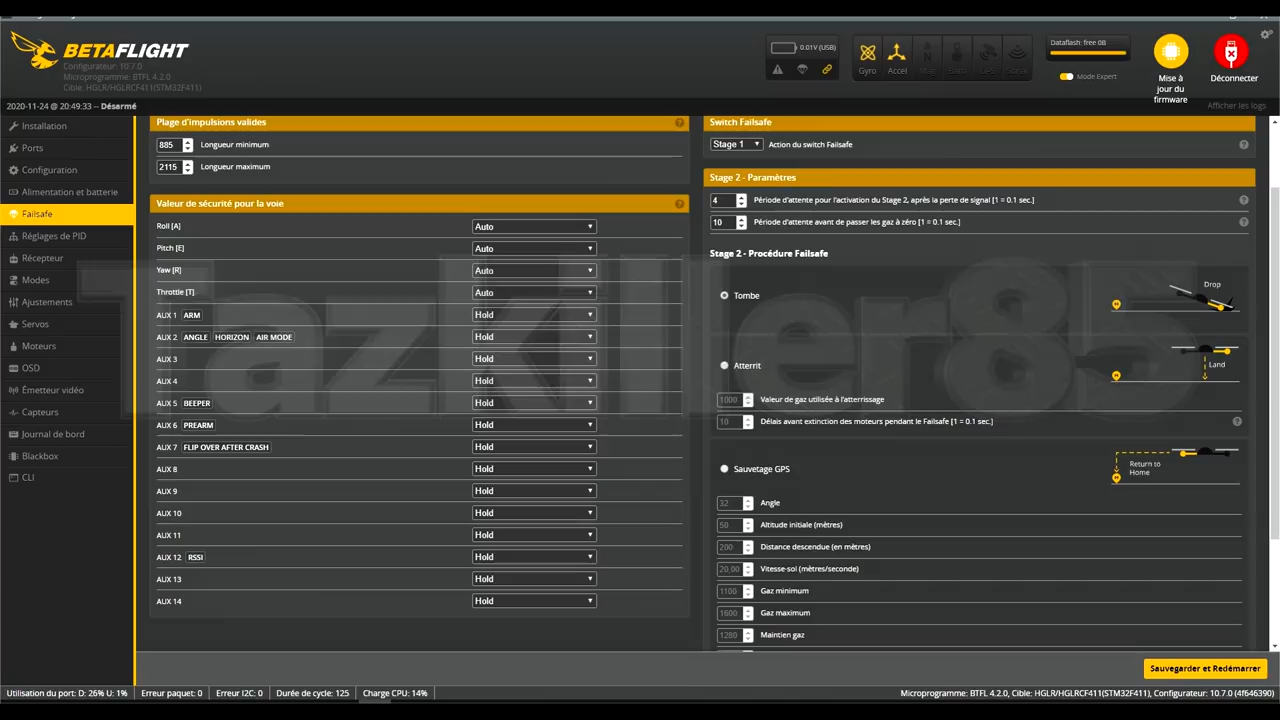 BETAFLIGHT
Configurateur: 10.7.0
Microprogramme: BTFL 4.2.0
Cible: HGLR/HGLRCF411(STM32F411)
0.01V (USB)
Gyro
Accel
Dataflash: free 0B
Mode Expert
Mise à
jour du
firmware
Déconnecter
2020-11-24 @ 20:49:33 -- Désarmé
Afficher les logs
Installation
Ports
Configuration
Alimentation et batterie
Failsafe
Réglages de PID
Récepteur
Modes
Ajustements
Servos
Moteurs
OSD
Émetteur vidéo
Capteurs
Journal de bord
Blackbox
CLI
Plage d'impulsions valides
885 Longueur minimum
2115 Longueur maximum
Valeur de sécurité pour la voie
Roll [A] Auto
Pitch [E] Auto
Yaw [R] Auto
Throttle [T] Auto
AUX 1 ARM Hold
AUX 2 ANGLE HORIZON AIR MODE Hold
AUX 3 Hold
AUX 4 Hold
AUX 5 BEEPER Hold
AUX 6 PREARM Hold
AUX 7 FLIP OVER AFTER CRASH Hold
AUX 8 Hold
AUX 9 Hold
AUX 10 Hold
AUX 11 Hold
AUX 12 RSSI Hold
AUX 13 Hold
AUX 14 Hold
Switch Failsafe
Stage 1 Action du switch Failsafe
Stage 2 - Paramètres
4 Période d'attente pour l'activation du Stage 2, après la perte de signal [1 = 0.1 sec.]
10 Période d'attente avant de passer les gaz à zéro [1 = 0.1 sec.]
Stage 2 - Procédure Failsafe
Tombe
Drop
Atterrit
Land
1000 Valeur de gaz utilisée à l'atterrissage
10 Délais avant extinction des moteurs pendant le Failsafe [1 = 0.1 sec.]
Sauvetage GPS
Return to
Home
32 Angle
50 Altitude initiale (mètres)
200 Distance descendue (en mètres)
20,00 Vitesse-sol (mètres/seconde)
1100 Gaz minimum
1600 Gaz maximum
1280 Maintien gaz
Tazkiller85
Sauvegarder et Redémarrer
Utilisation du port: D: 26% U: 1% Erreur paquet: 0 Erreur I2C: 0 Durée de cycle: 125 Charge CPU: 14%
Microprogramme: BTFL 4.2.0, Cible: HGLR/HGLRCF411(STM32F411), Configurateur: 10.7.0 (4f646390)